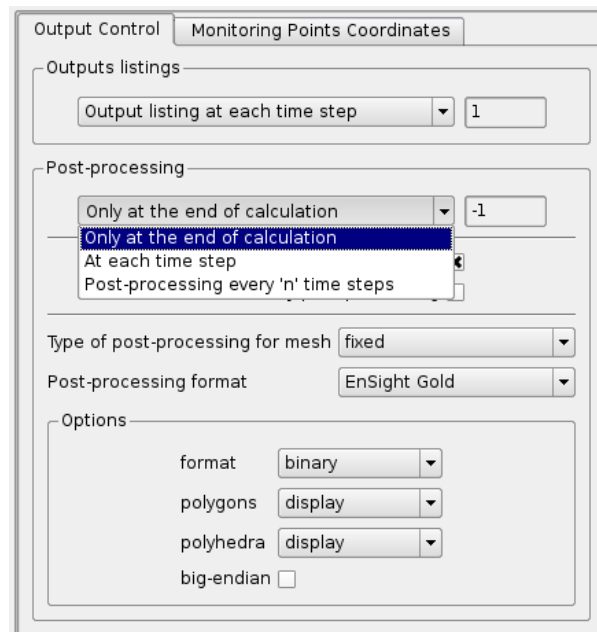 Output Control
Monitoring Points Coordinates
Outputs listings
Output listing at each time step 1
Post-processing
Only at the end of calculation -1
Only at the end of calculation
At each time step
Post-processing every 'n' time steps
Type of post-processing for mesh fixed
Post-processing format EnSight Gold
Options
format binary
polygons display
polyhedra display
big-endian